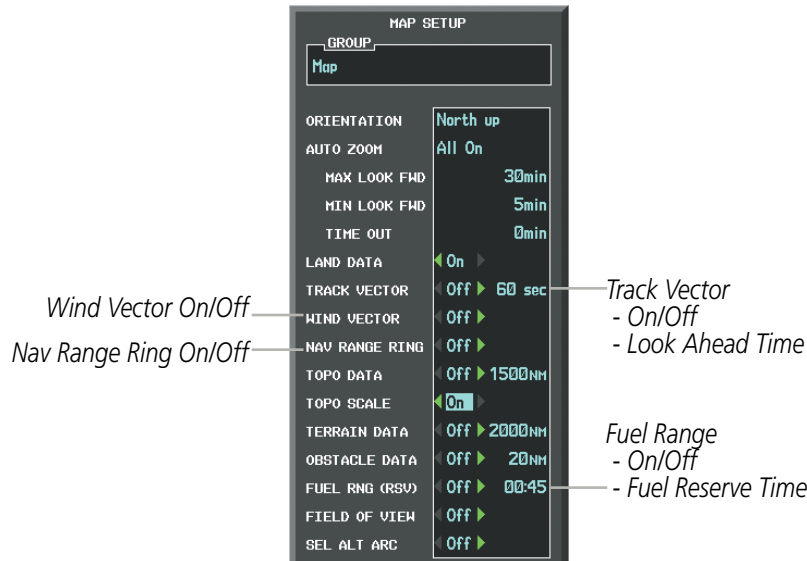 MAP SETUP
GROUP
Map
ORIENTATION North up
AUTO ZOOM All On
MAX LOOK FWD 30min
MIN LOOK FWD 5min
TIME OUT 0min
LAND DATA On
TRACK VECTOR Off 60 sec
WIND VECTOR Off
NAV RANGE RING Off
TOPO DATA Off 1500NM
TOPO SCALE On
TERRAIN DATA Off 2000NM
OBSTACLE DATA Off 20NM
FUEL RNG (RSV) Off 00:45
FIELD OF VIEW Off
SEL ALT ARC Off
Wind Vector On/Off
Nav Range Ring On/Off
Track Vector
- On/Off
- Look Ahead Time
Fuel Range
- On/Off
- Fuel Reserve Time